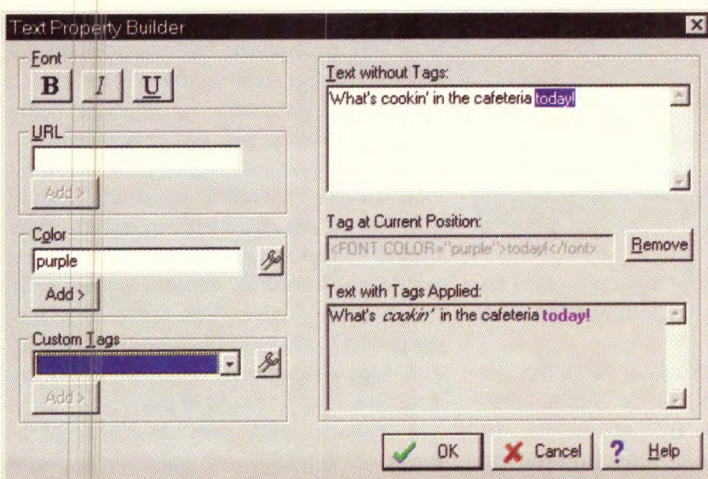 Text Property Builder
Font
B I U
URL
Add >
Color
purple
Add >
Custom Tags
Add >
Text without Tags:
What's cookin' in the cafeteria today!
Tag at Current Position:
<FONT COLOR="purple">today!</font>
Remove
Text with Tags Applied:
What's cookin' in the cafeteria today!
OK
Cancel
? Help